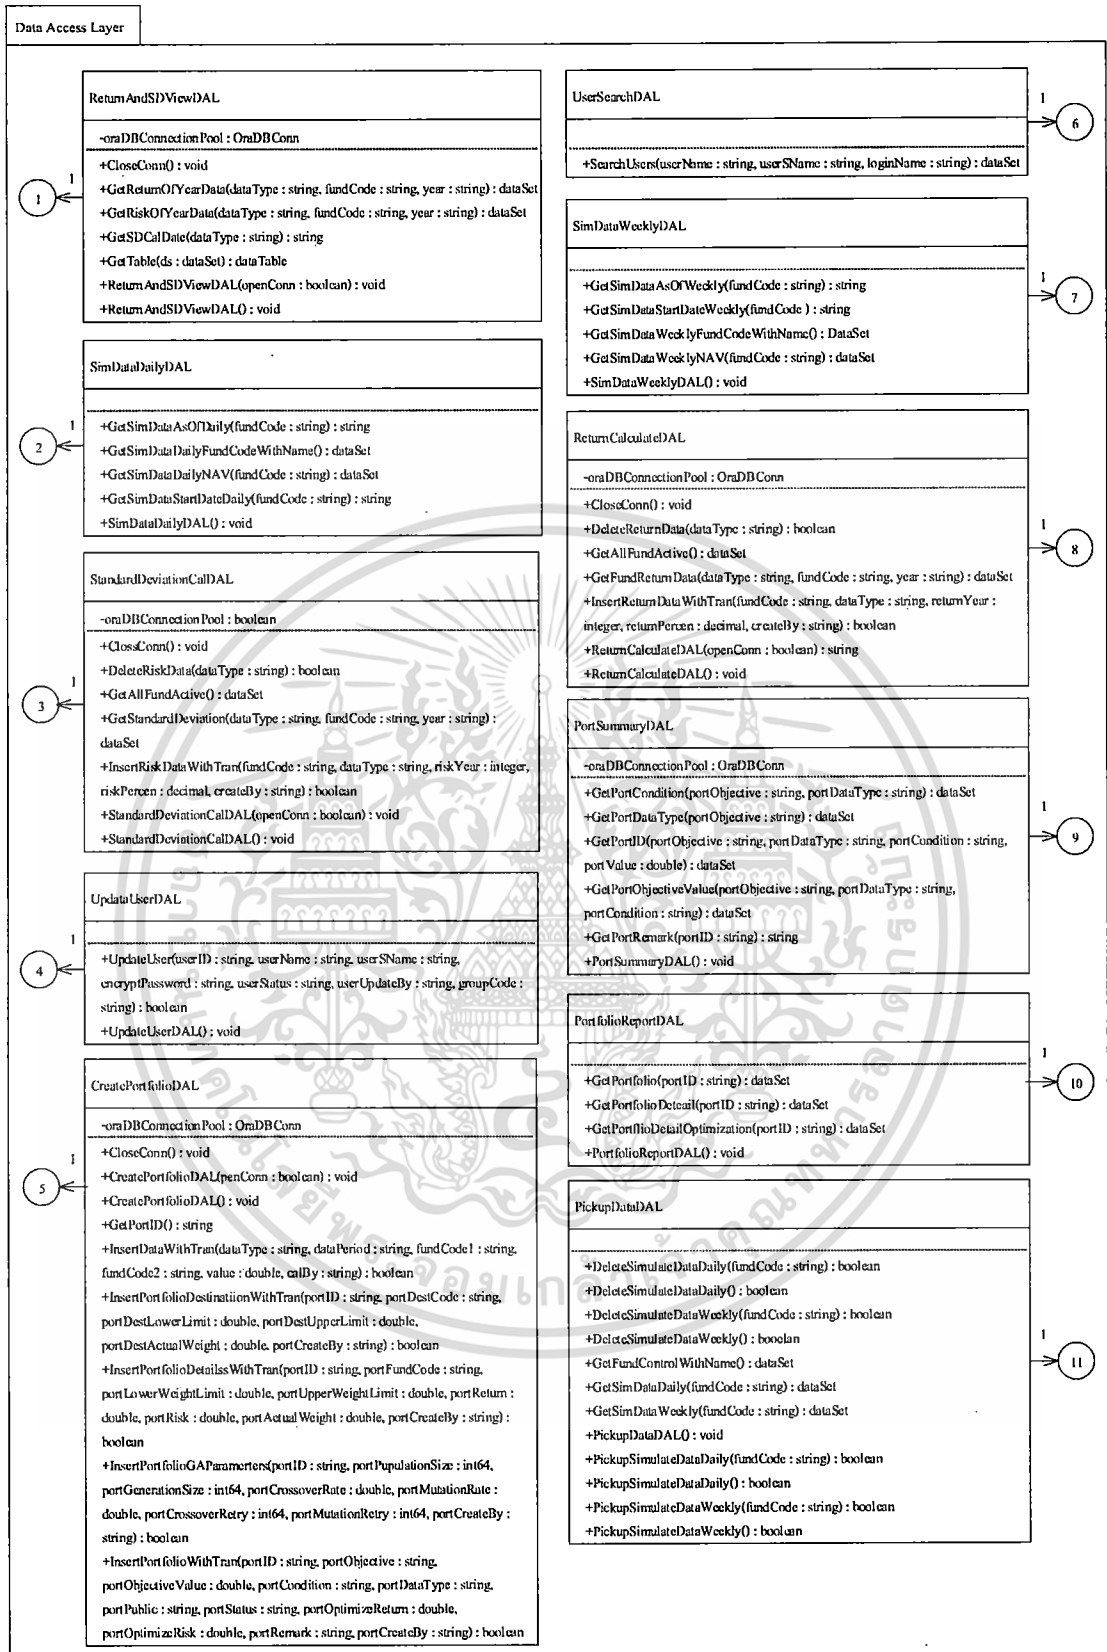 Data Access Layer
ReturnAndSDViewDAL
-oraDBConnectionPool : OraDBConn
+CloseConn() : void
+GetReturnOfYearData(dataType : string, fundCode : string, year : string) : dataSet
+GetRiskOfYearData(dataType : string, fundCode : string, year : string) : dataSet
+GetSDCalDate(dataType : string) : string
+GetTable(ds : dataSet) : dataTable
+ReturnAndSDViewDAL(openConn : boolean) : void
+ReturnAndSDViewDAL() : void
1
1
SimDataDailyDAL
+GetSimDataAsOfDaily(fundCode : string) : string
+GetSimDataDailyFundCodeWithName() : dataSet
+GetSimDataDailyNAV(fundCode : string) : dataSet
+GetSimDataStartDateDaily(fundCode : string) : string
+SimDataDailyDAL() : void
1
2
StandardDeviationCalDAL
-oraDBConnectionPool : boolean
+ClossConn() : void
+DeleteRiskData(dataType : string) : boolean
+GetAllFundActive() : dataSet
+GetStandardDeviation(dataType : string, fundCode : string, year : string) :
dataSet
+InsertRiskDataWithTran(fundCode : string, dataType : string, riskYear : integer,
riskPercen : decimal, createBy : string) : boolean
+StandardDeviationCalDAL(openConn : boolean) : void
+StandardDeviationCalDAL() : void
1
3
UpdataUserDAL
+UpdateUser(userID : string, userName : string, userSName : string,
encryptPassword : string, userStatus : string, userUpdateBy : string, groupCode :
string) : boolean
+UpdateUserDAL() : void
1
4
CreatePortfolioDAL
-oraDBConnectionPool : OraDBConn
+CloseConn() : void
+CreatePortfolioDAL(penConn : boolean) : void
+CreatePortfolioDAL() : void
+GetPortID() : string
+InsertDataWithTran(dataType : string, dataPeriod : string, fundCode1 : string,
fundCode2 : string, value : double, calBy : string) : boolean
+InsertPortfolioDestinatiionWithTran(portID : string, portDestCode : string,
portDestLowerLimit : double, portDestUpperLimit : double,
portDestActualWeight : double, portCreateBy : string) : boolean
+InsertPortfolioDetailssWithTran(portID : string, portFundCode : string,
portLowerWeightLimit : double, portUpperWeightLimit : double, portReturn :
double, portRisk : double, portActualWeight : double, portCreateBy : string) :
boolean
+InsertPortfolioGAParamerters(portID : string, portPupulationSize : int64,
portGenerationSize : int64, portCrossoverRate : double, portMutationRate :
double, portCrossoverRetry : int64, portMutationRetry : int64, portCreateBy :
string) : boolean
+InsertPortfolioWithTran(portID : string, portObjective : string,
portObjectiveValue : double, portCondition : string, portDataType : string,
portPublic : string, portStatus : string, portOptimizeReturn : double,
portOptimizeRisk : double, portRemark : string, portCreateBy : string) : boolean
1
5
UserSearchDAL
+SearchUsers(userName : string, userSName : string, loginName : string) : dataSet
1
6
SimDataWeeklyDAL
+GetSimDataAsOfWeekly(fundCode : string) : string
+GetSimDataStartDateWeekly(fundCode ) : string
+GetSimDataWeeklyFundCodeWithName() : DataSet
+GetSimDataWeeklyNAV(fundCode : string) : dataSet
+SimDataWeeklyDAL() : void
1
7
ReturnCalculateDAL
-oraDBConnectionPool : OraDBConn
+CloseConn() : void
+DeleteReturnData(dataType : string) : boolean
+GetAllFundActive() : dataSet
+GetFundReturnData(dataType : string, fundCode : string, year : string) : dataSet
+InsertReturnDataWithTran(fundCode : string, dataType : string, returnYear :
integer, returnPercen : decimal, createBy : string) : boolean
+ReturnCalculateDAL(openConn : boolean) : string
+ReturnCalculateDAL() : void
1
8
PortSummaryDAL
-oraDBConnectionPool : OraDBConn
+GetPortCondition(portObjective : string, portDataType : string) : dataSet
+GetPortDataType(portObjective : string) : dataSet
+GetPortID(portObjective : string, portDataType : string, portCondition : string,
portValue : double) : dataSet
+GetPortObjectiveValue(portObjective : string, portDataType : string,
portCondition : string) : dataSet
+GetPortRemark(portID : string) : string
+PortSummaryDAL() : void
1
9
PortfolioReportDAL
+GetPortfolio(portID : string) : dataSet
+GetPortfolioDetcail(portID : string) : dataSet
+GetPortflioDetailOptimization(portID : string) : dataSet
+PortfolioReportDAL() : void
1
10
PickupDataDAL
+DeleteSimulateDataDaily(fundCode : string) : boolean
+DeleteSimulateDataDaily() : boolean
+DeleteSimulateDataWeekly(fundCode : string) : boolean
+DeleteSimulateDataWeekly() : booelan
+GetFundControlWithName() : dataSet
+GetSimDataDaily(fundCode : string) : dataSet
+GetSimDataWeekly(fundCode : string) : dataSet
+PickupDataDAL() : void
+PickupSimulateDataDaily(fundCode : string) : boolean
+PickupSimulateDataDaily() : boolean
+PickupSimulateDataWeekly(fundCode : string) : boolean
+PickupSimulateDataWeekly() : boolean
1
11